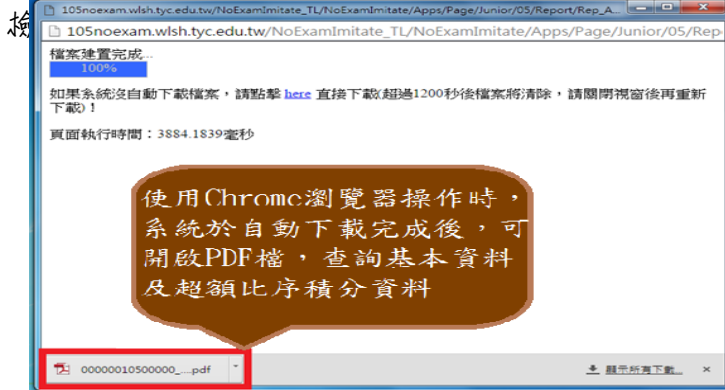 105noexam.wlsh.tyc.edu.tw/NoExamImitate_TL/NoExamImitate/Apps/Page/Junior/05/Report/Rep_A...
檢
105noexam.wlsh.tyc.edu.tw/NoExamImitate_TL/NoExamImitate/Apps/Page/Junior/05/Rep
檔案建置完成...
100%
如果系統沒自動下載檔案，請點擊 here 直接下載(超過1200秒後檔案將清除，請關閉視窗後再重新
下載)！
頁面執行時間：3884.1839毫秒
使用Chrome瀏覽器操作時，
系統於自動下載完成後，可
開啟PDF檔，查詢基本資料
及超額比序積分資料
00000010500000_....pdf
顯示所有下載...